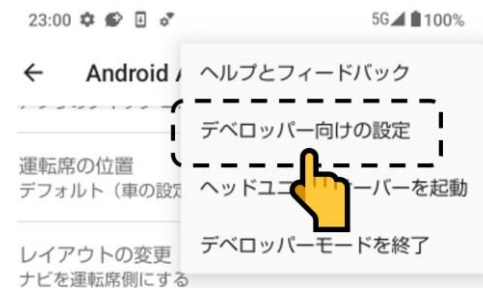 23:00 5G 100%
← Android A
ヘルプとフィードバック
デベロッパー向けの設定
運転席の位置
デフォルト（車の設定
ヘッドユニ ーバーを起動
レイアウトの変更
ナビを運転席側にする
デベロッパーモードを終了